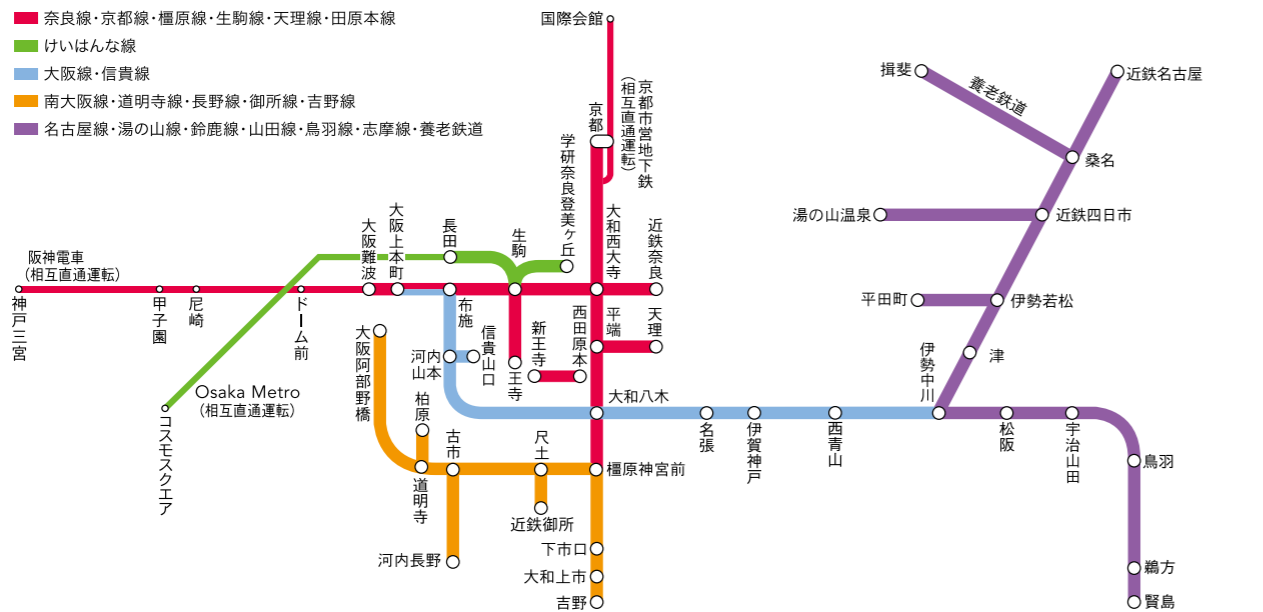 奈良線・京都線・橿原線・生駒線・天理線・田原本線
けいはんな線
大阪線・信貴線
南大阪線・道明寺線・長野線・御所線・吉野線
名古屋線・湯の山線・鈴鹿線・山田線・鳥羽線・志摩線・養老鉄道
国際会館
京都市営地下鉄
(相互直通運転)
京都
学研奈良登美ヶ丘
揖斐
養老鉄道
近鉄名古屋
桑名
湯の山温泉
近鉄四日市
平田町
伊勢若松
津
伊勢中川
阪神電車
(相互直通運転)
神戸三宮
甲子園
尼崎
ドーム前
大阪難波
大阪上本町
長田
生駒
大和西大寺
近鉄奈良
布施
河内山本
信貴山口
王寺
新王寺
西田原本
平端
天理
大阪阿部野橋
Osaka Metro
(相互直通運転)
コスモスクエア
柏原
道明寺
古市
尺土
大和八木
名張
伊賀神戸
西青山
松阪
宇治山田
鳥羽
橿原神宮前
近鉄御所
河内長野
下市口
大和上市
吉野
鵜方
賢島